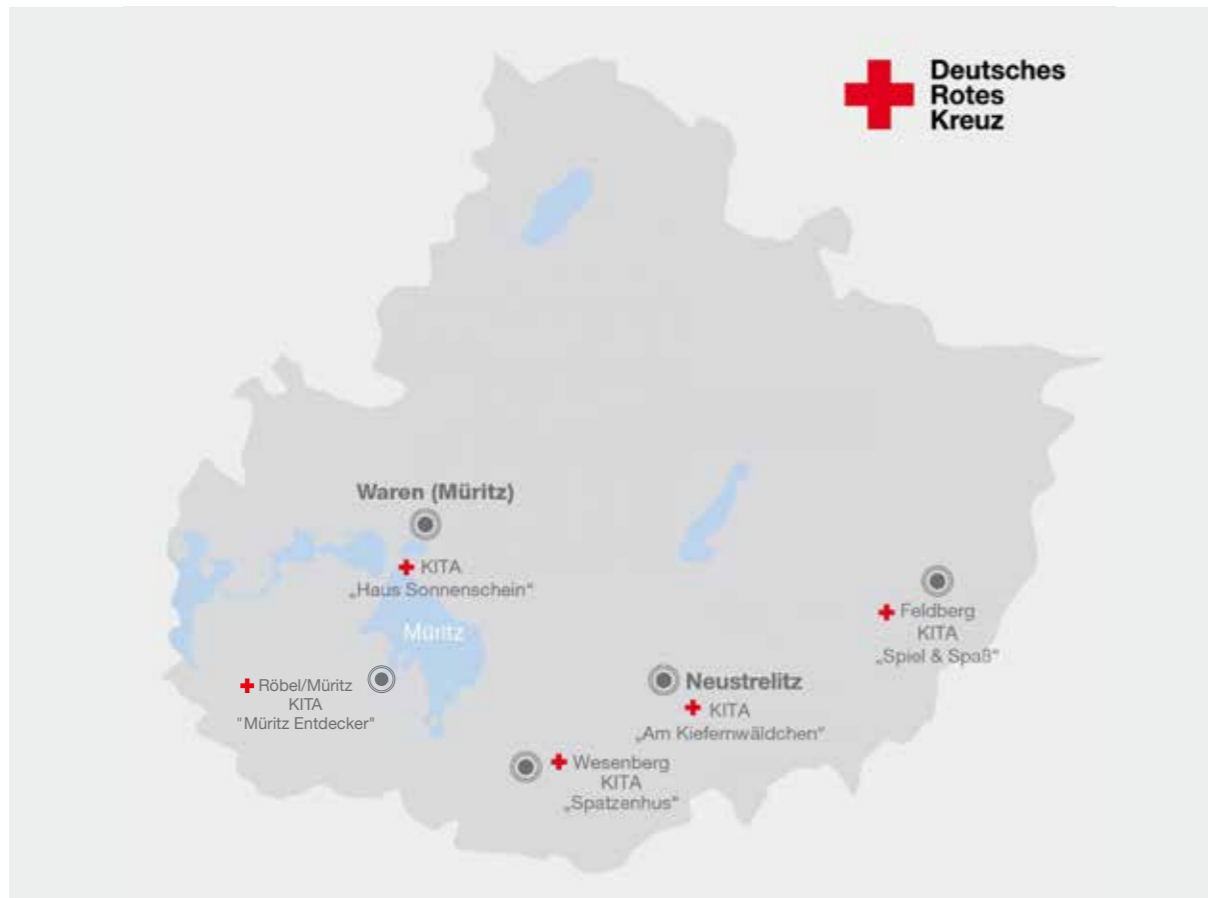 Deutsches
Rotes
Kreuz
Waren (Müritz)
KITA
„Haus Sonnenschein“
Müritz
Feldberg
KITA
„Spiel & Spaß“
Röbel/Müritz
KITA
"Müritz Entdecker"
Neustrelitz
KITA
„Am Kiefernwäldchen“
Wesenberg
KITA
„Spatzenhus“